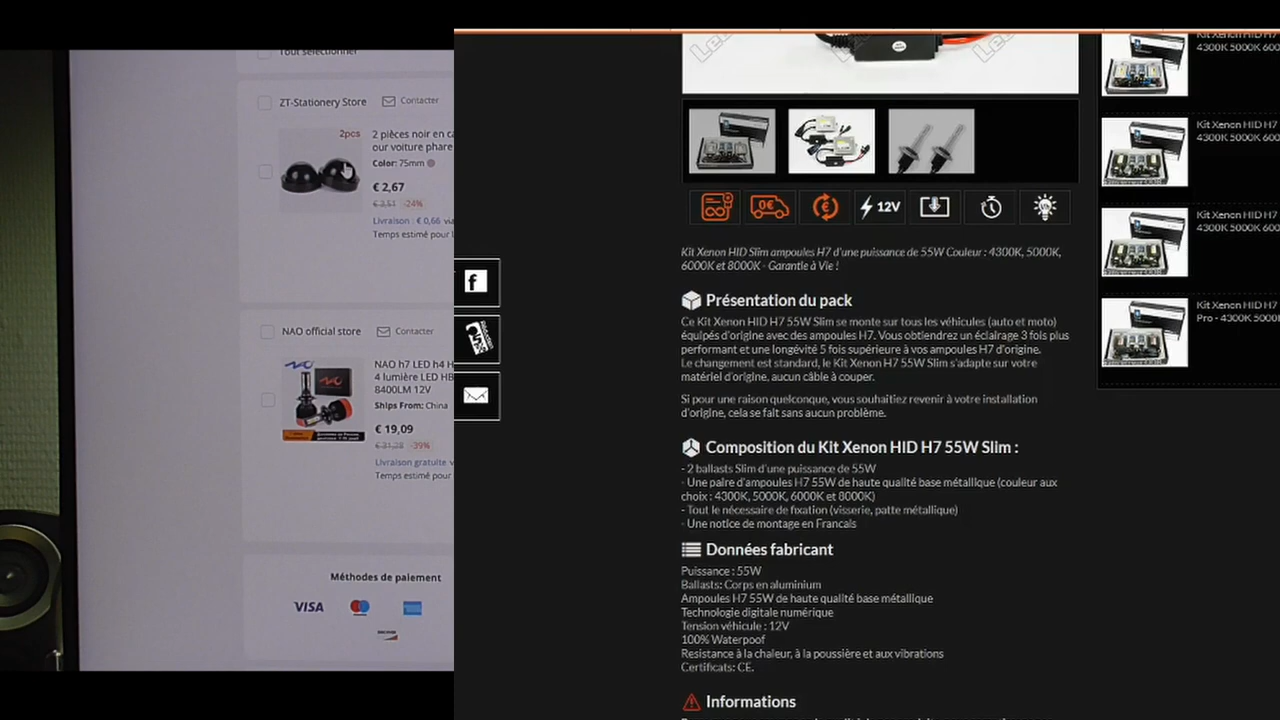 Tout sélectionner
ZT-Stationery Store
Contacter
2pcs
2 pièces noir en ca
our voiture phare
Color: 75mm
€ 2,67
€ 3,51 -24%
Livraison : € 0,66 via
Temps estimé pour l
NAO official store
Contacter
NAO h7 LED h4 H
4 lumière LED HB
8400LM 12V
Ships From: China
€ 19,09
€ 31,28 -39%
Livraison gratuite v
Temps estimé pour
Méthodes de paiement
VISA
0€
€
12V
Kit Xenon HID Slim ampoules H7 d'une puissance de 55W Couleur : 4300K, 5000K,
6000K et 8000K - Garantie à Vie !
Présentation du pack
Ce Kit Xenon HID H7 55W Slim se monte sur tous les véhicules (auto et moto)
équipés d'origine avec des ampoules H7. Vous obtiendrez un éclairage 3 fois plus
performant et une longévité 5 fois supérieure à vos ampoules H7 d'origine.
Le changement est standard, le Kit Xenon H7 55W Slim s'adapte sur votre
matériel d'origine, aucun câble à couper.
Si pour une raison quelconque, vous souhaitiez revenir à votre installation
d'origine, cela se fait sans aucun problème.
Composition du Kit Xenon HID H7 55W Slim :
- 2 ballasts Slim d'une puissance de 55W
- Une paire d'ampoules H7 55W de haute qualité base métallique (couleur aux
choix : 4300K, 5000K, 6000K et 8000K)
- Tout le nécessaire de fixation (visserie, patte métallique)
- Une notice de montage en Francais
Données fabricant
Puissance : 55W
Ballasts: Corps en aluminium
Ampoules H7 55W de haute qualité base métallique
Technologie digitale numérique
Tension véhicule : 12V
100% Waterpoof
Resistance à la chaleur, à la poussière et aux vibrations
Certificats: CE.
Informations
Kit Xenon HID H7
4300K 5000K 600
Kit Xenon HID H7
4300K 5000K 600
Kit Xenon HID H7
4300K 5000K 600
Kit Xenon HID H7
Pro - 4300K 5000K